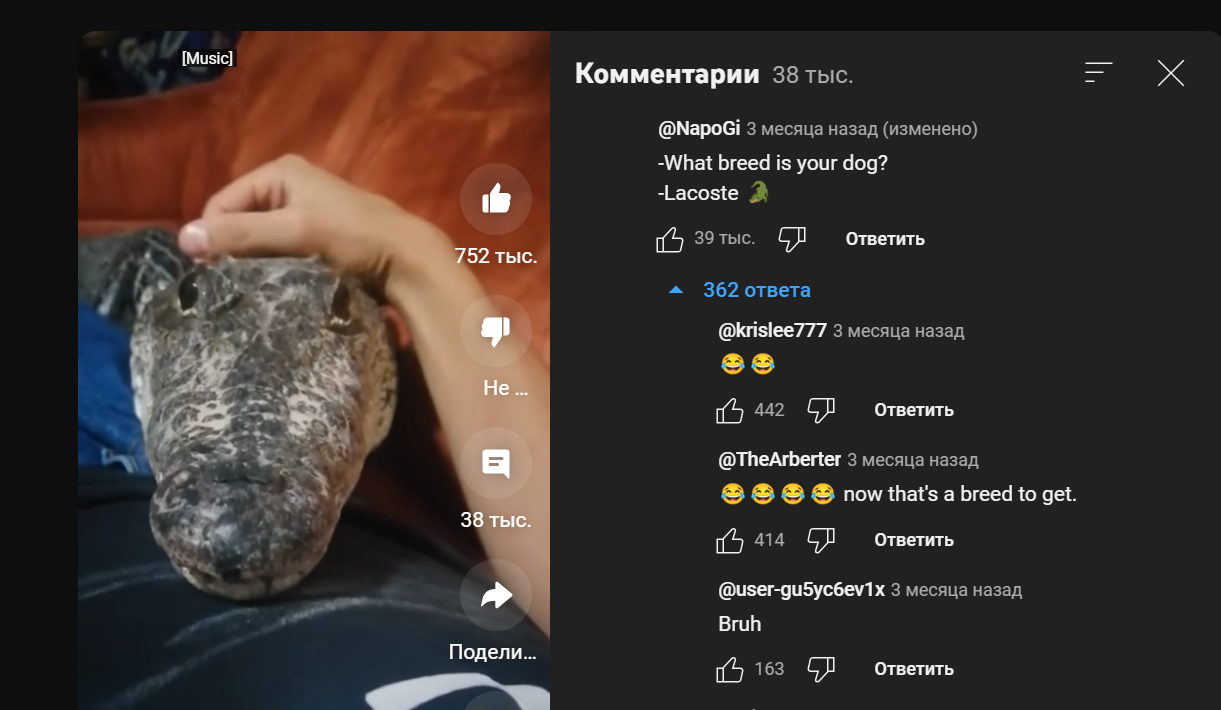 [Music]
752 тыс.
Не ...
38 тыс.
Подели...
Комментарии 38 тыс.
@NapoGi 3 месяца назад (изменено)
-What breed is your dog?
-Lacoste 🐊
39 тыс. Ответить
362 ответа
@krislee777 3 месяца назад
😂😂
442 Ответить
@TheArberter 3 месяца назад
😂😂😂😂 now that's a breed to get.
414 Ответить
@user-gu5yc6ev1x 3 месяца назад
Bruh
163 Ответить